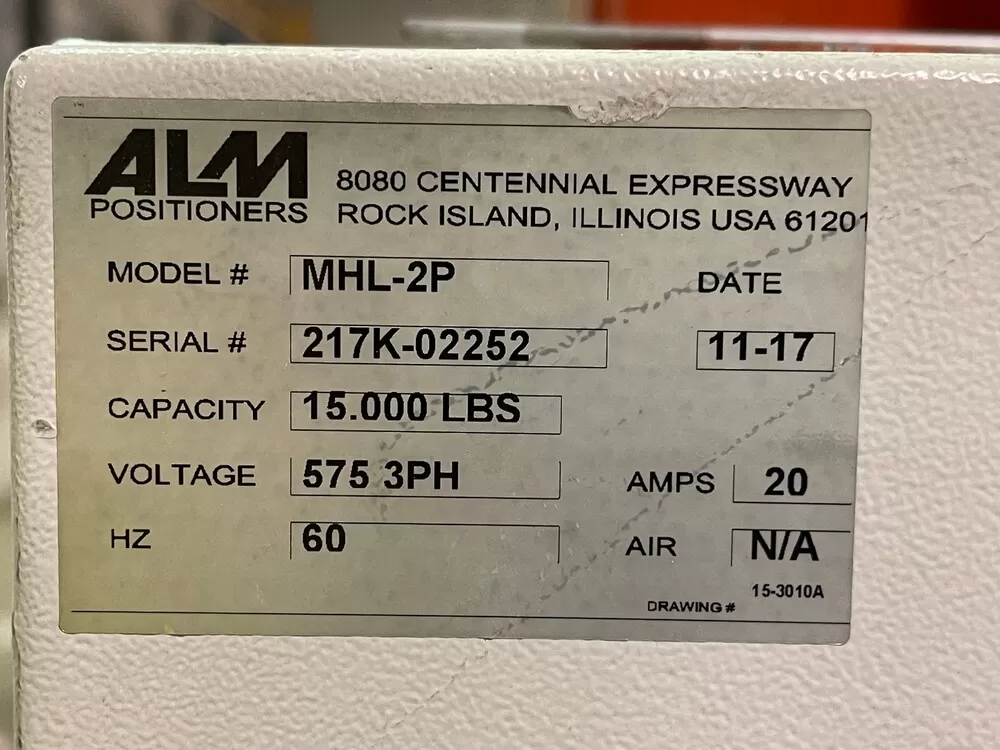 ALM
POSITIONERS
8080 CENTENNIAL EXPRESSWAY
ROCK ISLAND, ILLINOIS USA 61201
MODEL # MHL-2P DATE
SERIAL # 217K-02252 11-17
CAPACITY 15.000 LBS
VOLTAGE 575 3PH AMPS 20
HZ 60 AIR N/A
15-3010A
DRAWING #